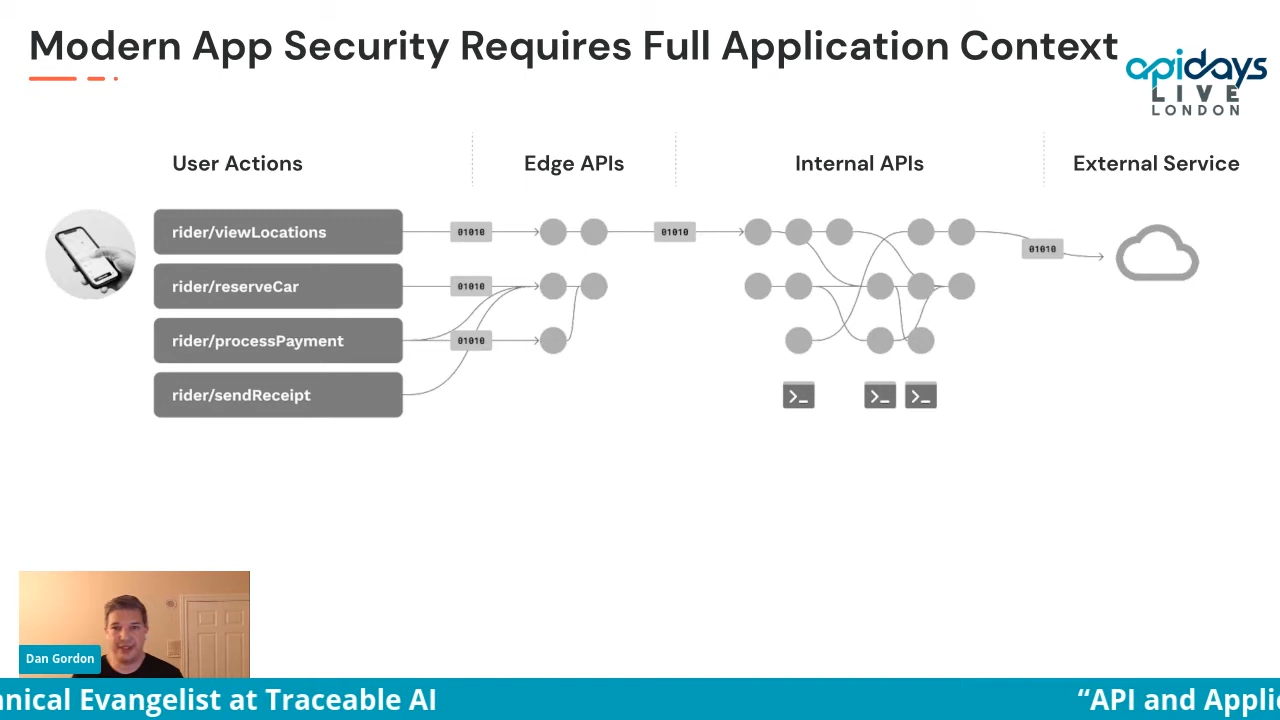 Modern App Security Requires Full Application Context
apidays
LIVE
LONDON
User Actions
Edge APIs
Internal APIs
External Service
rider/viewLocations
01010
01010
01010
rider/reserveCar
01010
rider/processPayment
01010
rider/sendReceipt
>_
>_
>_
Dan Gordon
at Traceable AI
Evangelist
“API and